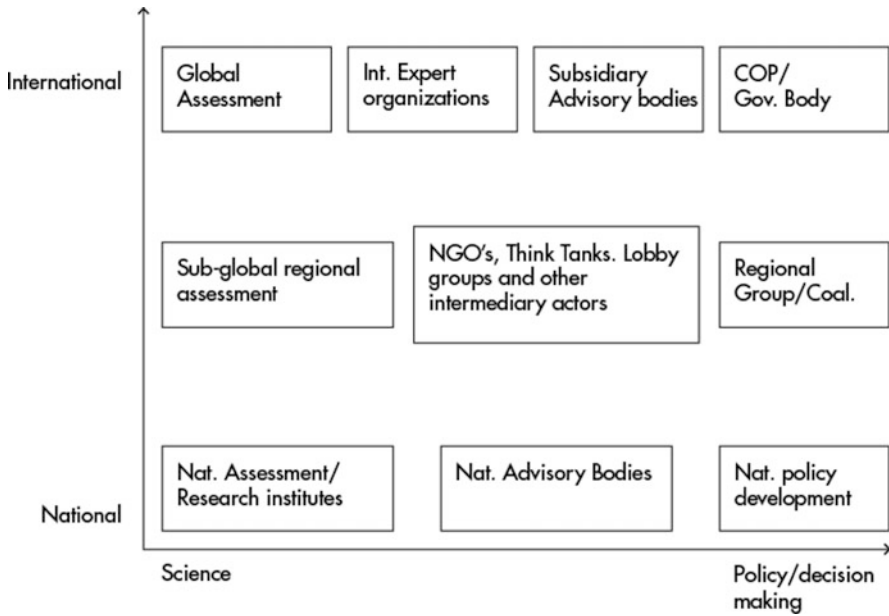 International
Global
Assessment
Int. Expert
organizations
Subsidiary
Advisory bodies
COP/
Gov. Body
Sub-global regional
assessment
NGO's, Think Tanks. Lobby
groups and other
intermediary actors
Regional
Group/Coal.
National
Nat. Assessment/
Research institutes
Nat. Advisory Bodies
Nat. policy
development
Science
Policy/decision
making